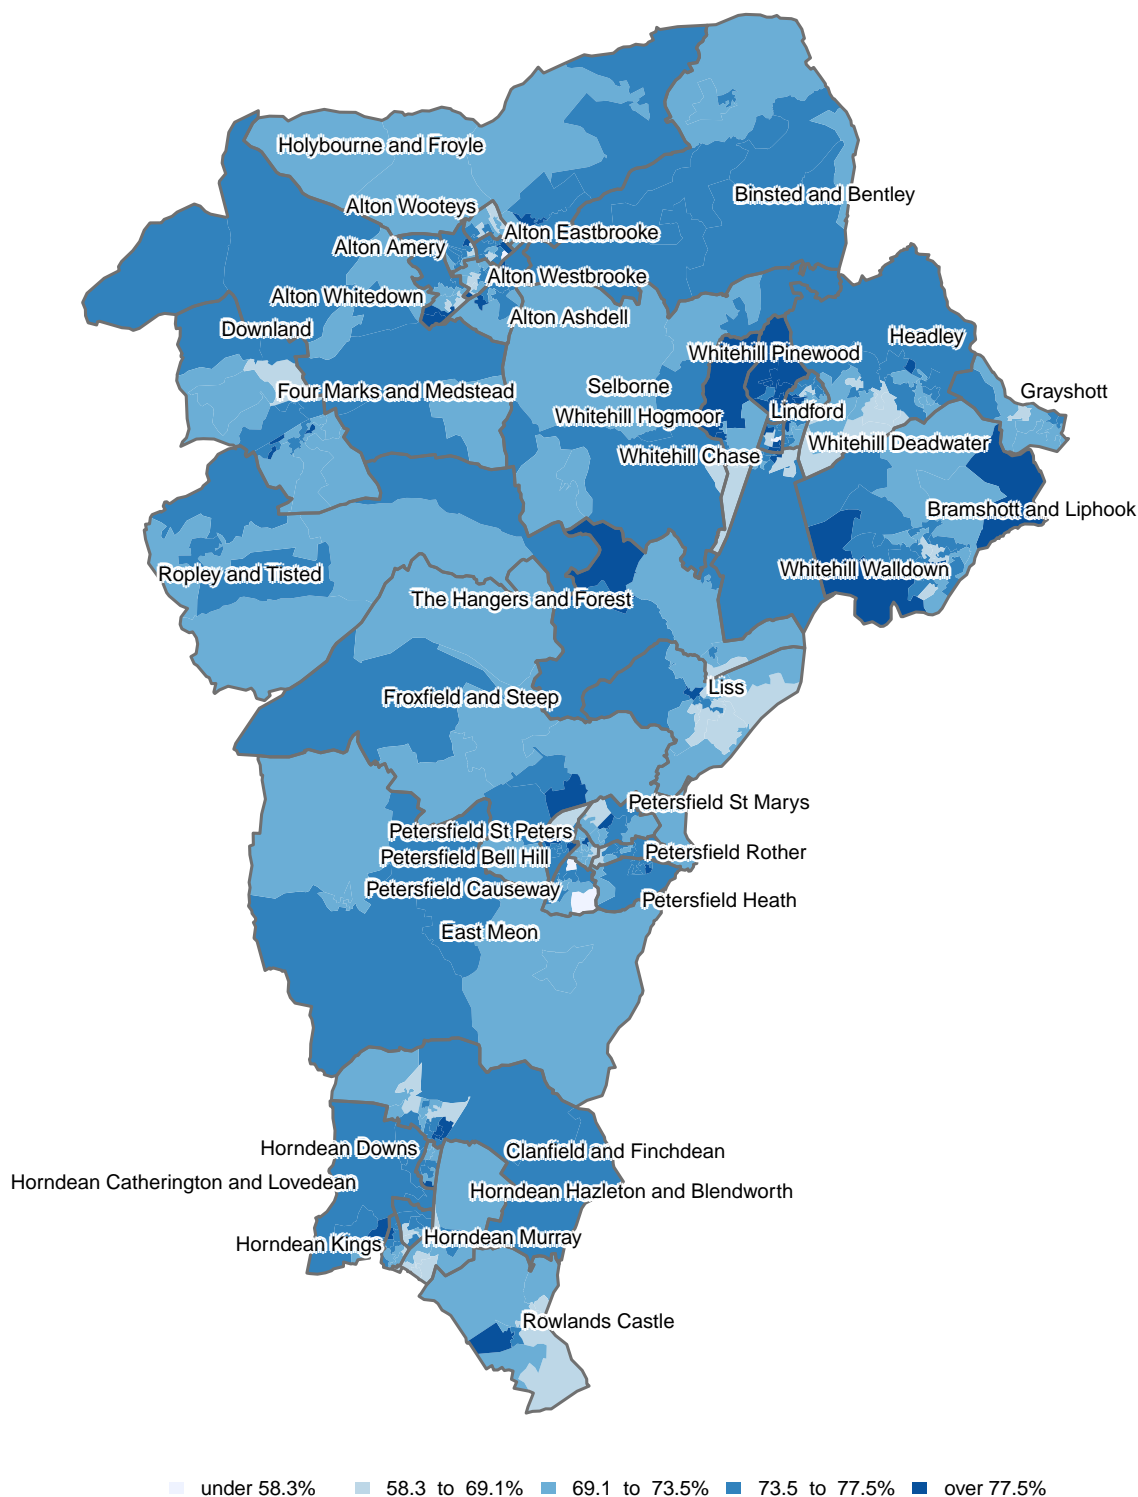 Holybourne and Froyle
Binsted and Bentley
Alton Wooteys
Alton Eastbrooke
Alton Amery
Alton Westbrooke
Alton Whitedown
Alton Ashdell
Downland
Headley
Whitehill Pinewood
Selborne
Four Marks and Medstead
Grayshott
Lindford
Whitehill Hogmoor
Whitehill Deadwater
Whitehill Chase
Bramshott and Liphook
Whitehill Walldown
Ropley and Tisted
The Hangers and Forest
Liss
Froxfield and Steep
Petersfield St Marys
Petersfield St Peters
Petersfield Rother
Petersfield Bell Hill
Petersfield Causeway
Petersfield Heath
East Meon
Horndean Downs
Clanfield and Finchdean
Horndean Catherington and Lovedean
Horndean Hazleton and Blendworth
Horndean Murray
Horndean Kings
Rowlands Castle
under 58.3% 58.3 to 69.1% 69.1 to 73.5% 73.5 to 77.5% over 77.5%